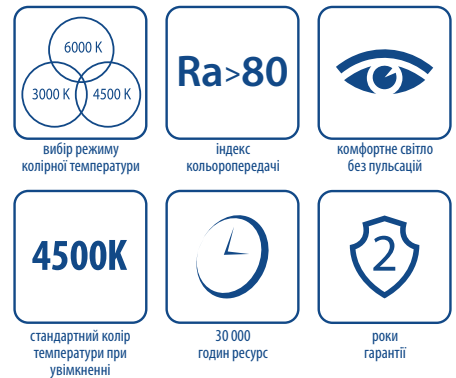 6000 K
3000 K
4500 K
вибір режиму
колірної температури
Ra>80
індекс
кольоропередачі
комфортне світло
без пульсацій
4500K
стандартний колір
температури при
увімкненні
30 000
годин ресурс
2
роки
гарантії